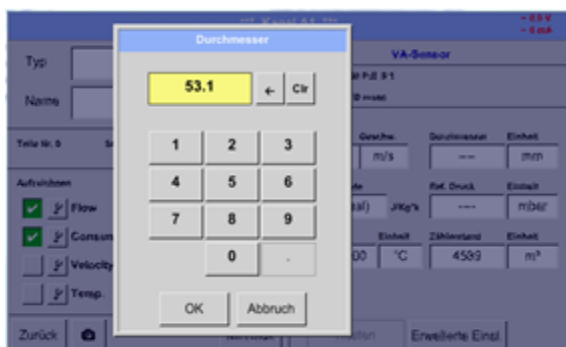 *** Kanal A1 ***
Durchmesser
VA-Sensor
Typ
Name
53.1
← Clr
Teile Nr. 0
Geschw. Durchmesser Einheit
m/s --- mm
Aufzeichnen
Ref. Druck Einheit
--- mbar
Flow
Consum
Velocity
Temp.
Einheit Zählerstand Einheit
°C 4539 m³
1 2 3
4 5 6
7 8 9
0 .
OK Abbruch
Zurück
Erweiterte Einst.